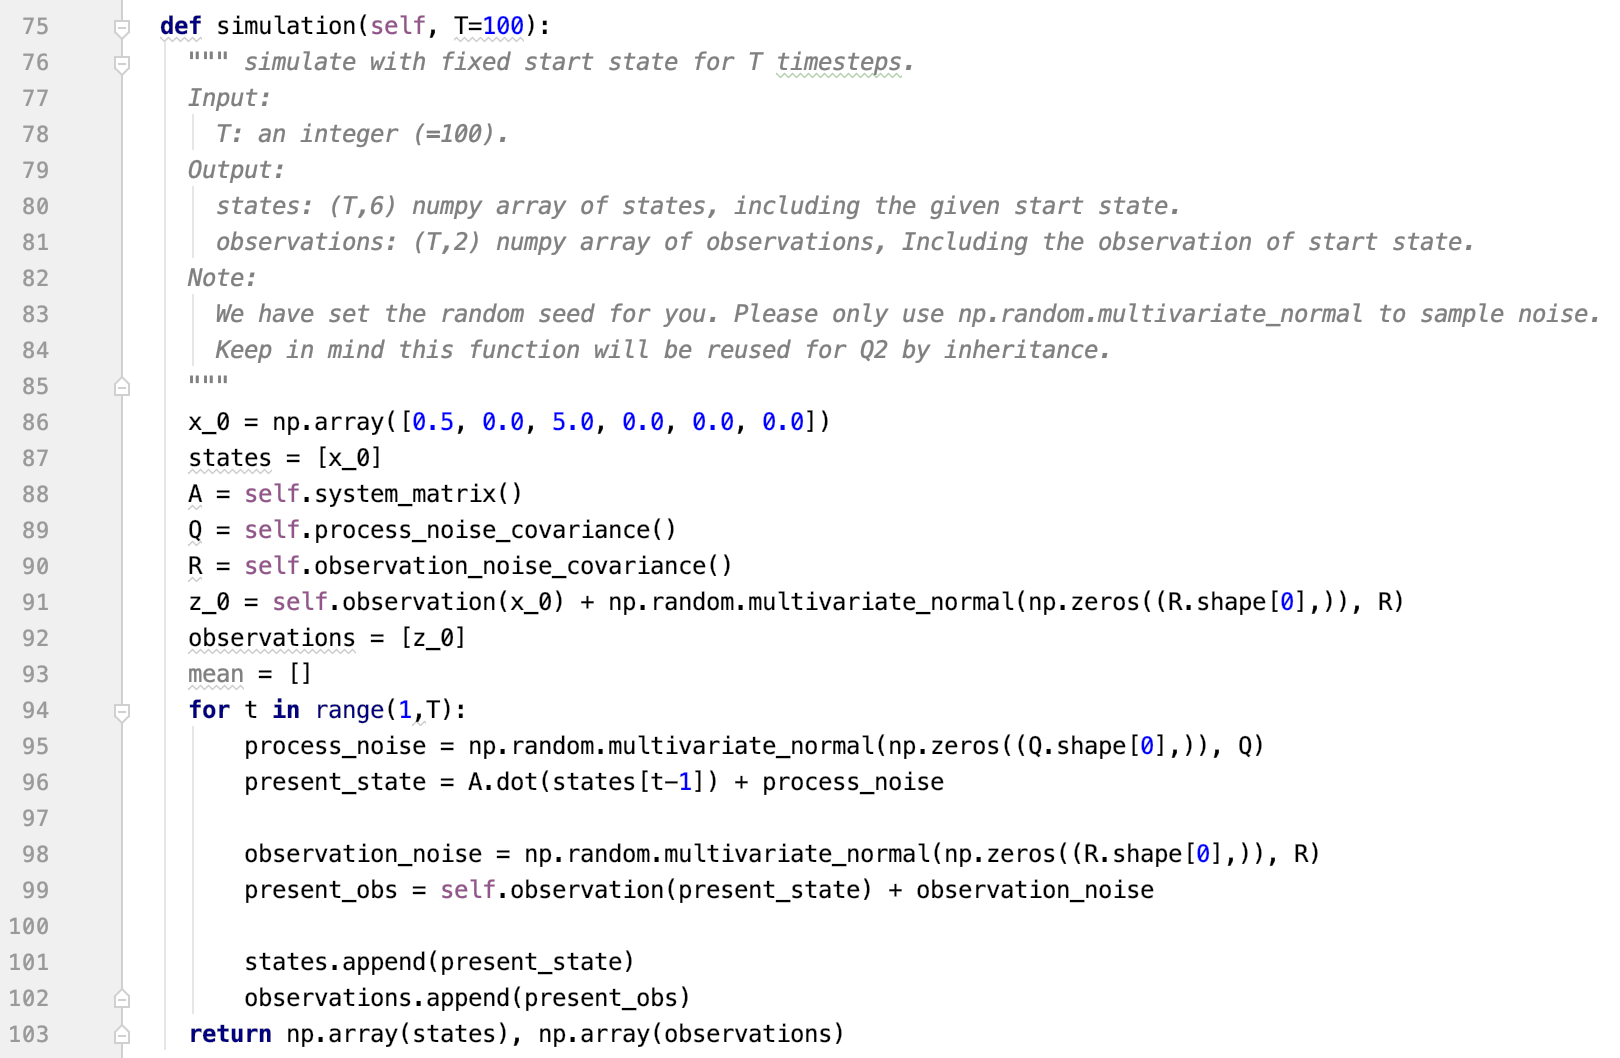 75 def simulation(self, T=100):
76 """ simulate with fixed start state for T timesteps.
77 Input:
78 T: an integer (=100).
79 Output:
80 states: (T,6) numpy array of states, including the given start state.
81 observations: (T,2) numpy array of observations, Including the observation of start state.
82 Note:
83 We have set the random seed for you. Please only use np.random.multivariate_normal to sample noise.
84 Keep in mind this function will be reused for Q2 by inheritance.
85 """
86 x_0 = np.array([0.5, 0.0, 5.0, 0.0, 0.0, 0.0])
87 states = [x_0]
88 A = self.system_matrix()
89 Q = self.process_noise_covariance()
90 R = self.observation_noise_covariance()
91 z_0 = self.observation(x_0) + np.random.multivariate_normal(np.zeros((R.shape[0],)), R)
92 observations = [z_0]
93 mean = []
94 for t in range(1,T):
95 process_noise = np.random.multivariate_normal(np.zeros((Q.shape[0],)), Q)
96 present_state = A.dot(states[t-1]) + process_noise
97
98 observation_noise = np.random.multivariate_normal(np.zeros((R.shape[0],)), R)
99 present_obs = self.observation(present_state) + observation_noise
100
101 states.append(present_state)
102 observations.append(present_obs)
103 return np.array(states), np.array(observations)